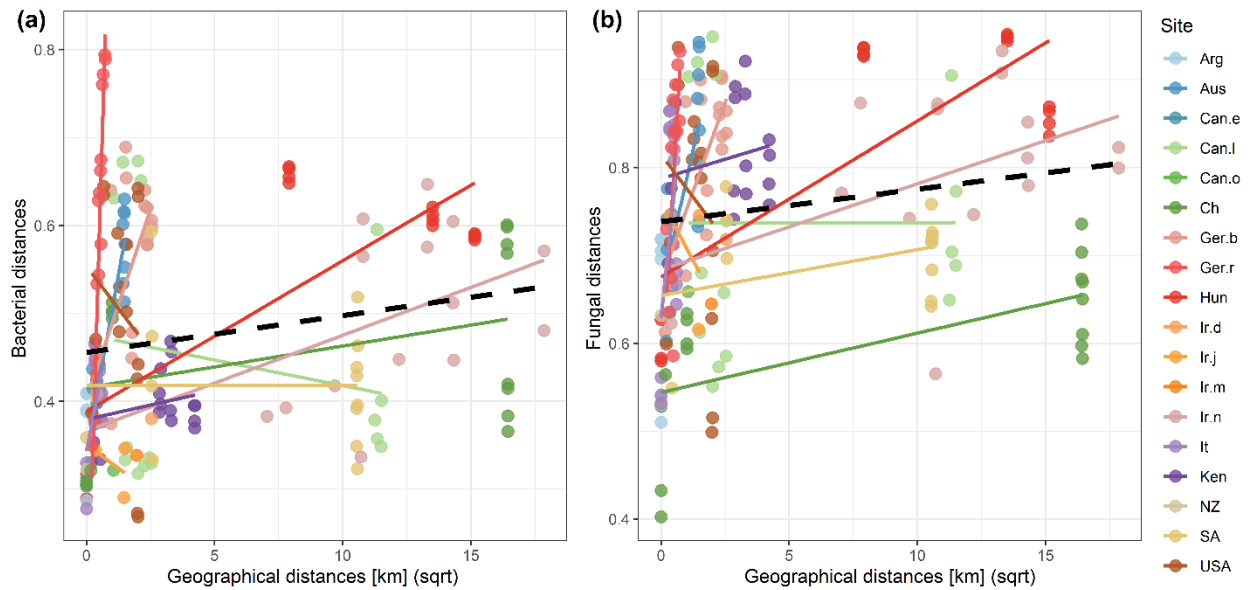 (a)
Bacterial distances
0.8
0.6
0.4
0
5
10
15
Geographical distances [km] (sqrt)
(b)
Fungal distances
0.8
0.6
0.4
0
5
10
15
Geographical distances [km] (sqrt)
Site
Arg
Aus
Can.e
Can.l
Can.o
Ch
Ger.b
Ger.r
Hun
Ir.d
Ir.j
Ir.m
Ir.n
It
Ken
NZ
SA
USA